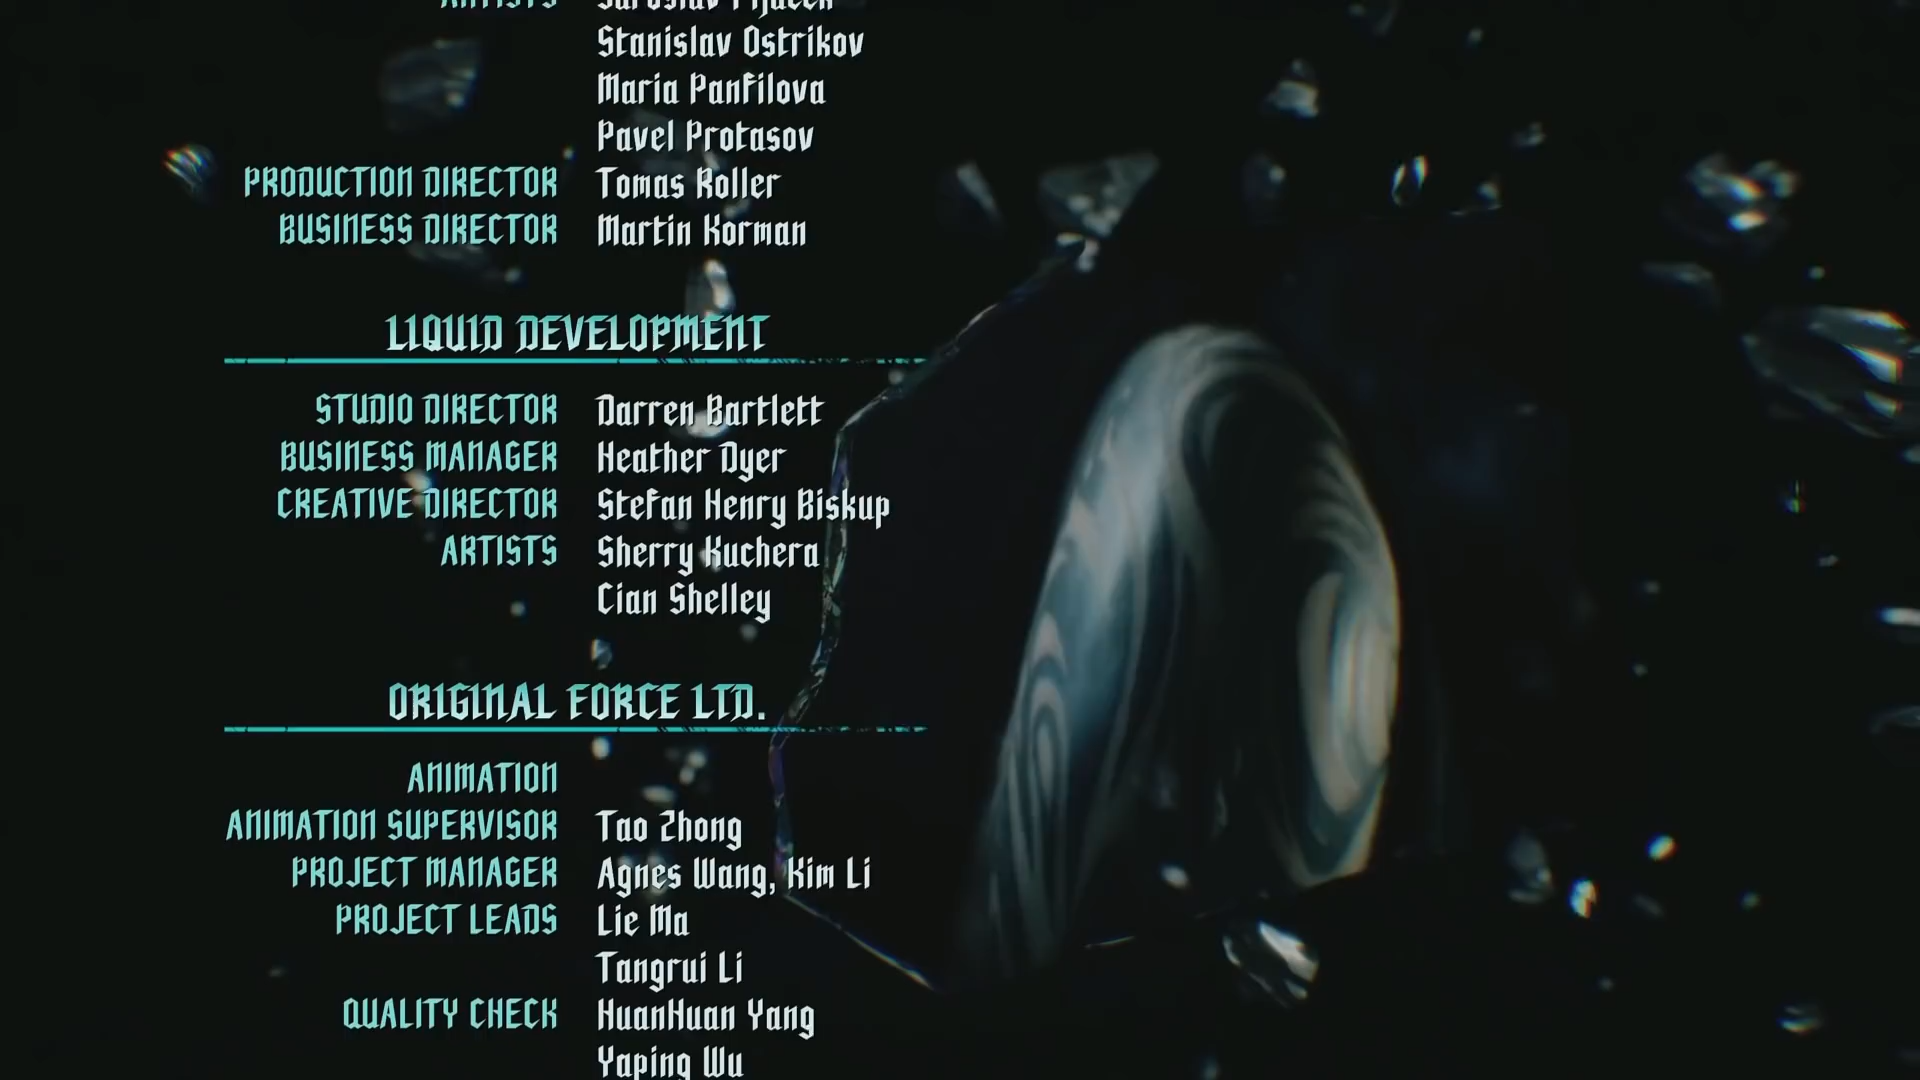 ARTISTS
Stanislav Ostrikov
Maria Panfilova
Pavel Protasov
PRODUCTION DIRECTOR Tomas Roller
BUSINESS DIRECTOR Martin Korman
LIQUID DEVELOPMENT
STUDIO DIRECTOR Darren Bartlett
BUSINESS MANAGER Heather Dyer
CREATIVE DIRECTOR Stefan Henry Biskup
ARTISTS Sherry Kuchera
Cian Shelley
ORIGINAL FORCE LTD.
ANIMATION
ANIMATION SUPERVISOR Tao Zhong
PROJECT MANAGER Agnes Wang, Kim Li
PROJECT LEADS Lie Ma
Tangrui Li
QUALITY CHECK HuanHuan Yang
Yaping Wu